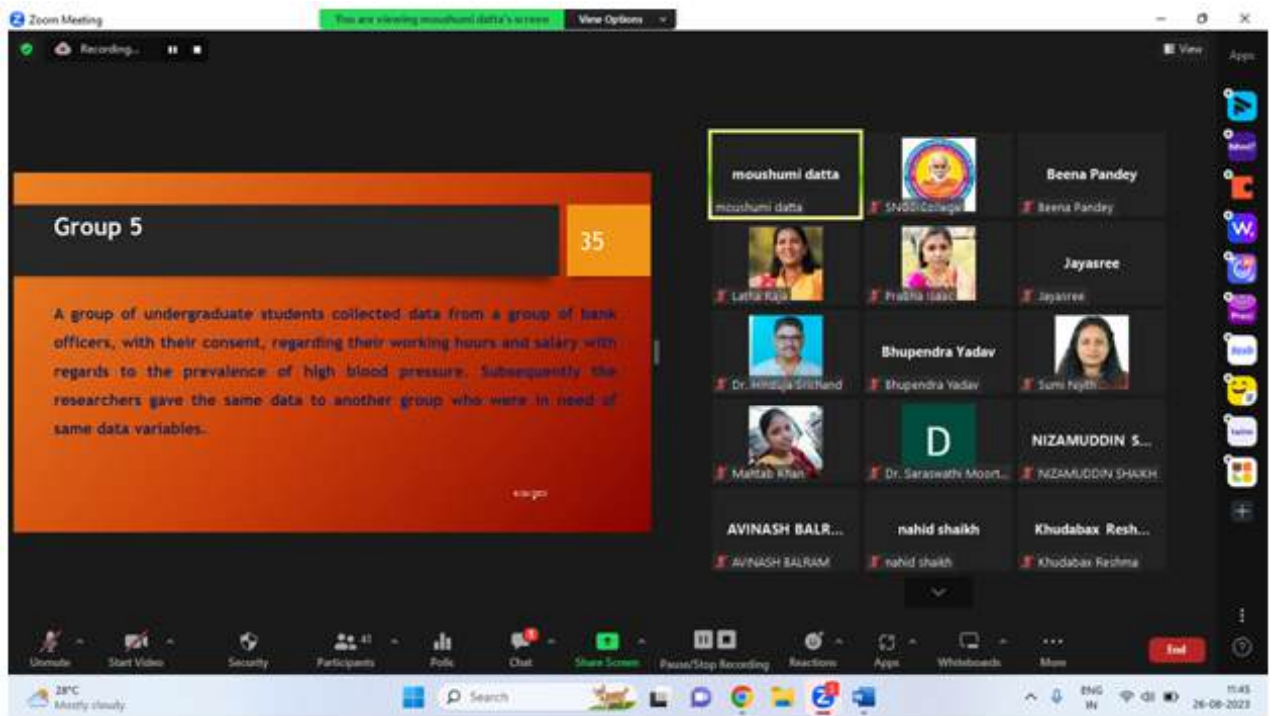 Zoom Meeting
You are viewing moushumi datta's screen
View Options
Recording...
View
Apps
Group 5
35
A group of undergraduate students collected data from a group of bank
officers, with their consent, regarding their working hours and salary with
regards to the prevalence of high blood pressure. Subsequently the
researchers gave the same data to another group who were in need of
same data variables.
moushumi datta
moushumi datta
Beena Pandey
Beena Pandey
Latha Raja
Prabha Isaac
Jayasree
Jayasree
Dr. Hinduja Srichand
Bhupendra Yadav
Bhupendra Yadav
Mahtab Khan
D
Dr. Saraswathi Moort...
NIZAMUDDIN S...
NIZAMUDDIN SHAIKH
AVINASH BALR...
AVINASH BALRAM
nahid shaikh
nahid shaikh
Khudabax Resh...
Khudabax Reshma
Unmute
Start Video
Security
41
Participants
Polls
Chat
Share Screen
Pause/Stop Recording
Reactions
Apps
Whiteboards
More
End
28°C
Mostly cloudy
Search
ENG
IN
11:45
26-08-2023